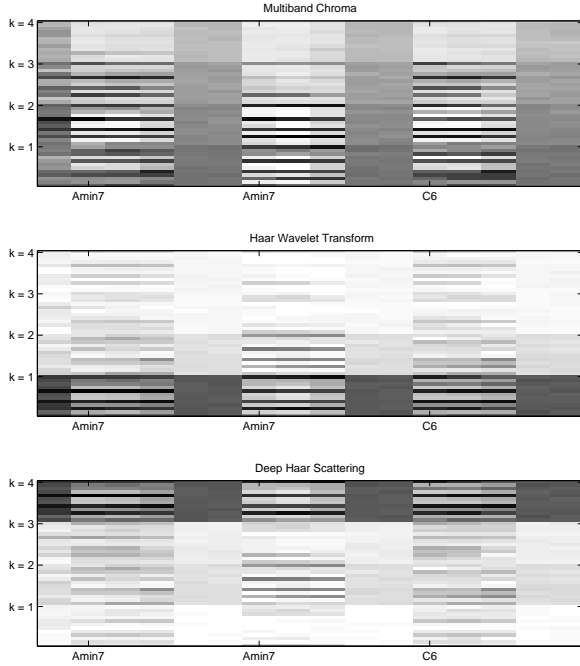 Multiband Chroma
k = 4
k = 3
k = 2
k = 1
Amin7 Amin7 C6
Haar Wavelet Transform
k = 4
k = 3
k = 2
k = 1
Amin7 Amin7 C6
Deep Haar Scattering
k = 4
k = 3
k = 2
k = 1
Amin7 Amin7 C6